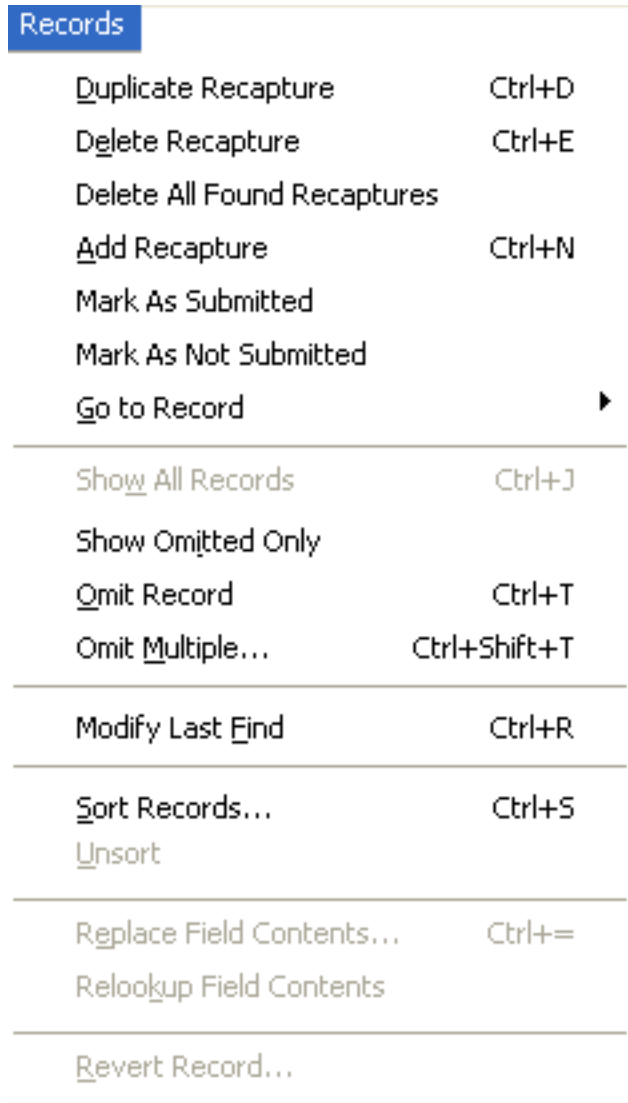 Records
Duplicate Recapture Ctrl+D
Delete Recapture Ctrl+E
Delete All Found Recaptures
Add Recapture Ctrl+N
Mark As Submitted
Mark As Not Submitted
Go to Record
Show All Records Ctrl+J
Show Omitted Only
Omit Record Ctrl+T
Omit Multiple... Ctrl+Shift+T
Modify Last Find Ctrl+R
Sort Records... Ctrl+S
Unsort
Replace Field Contents... Ctrl+=
Relookup Field Contents
Revert Record...